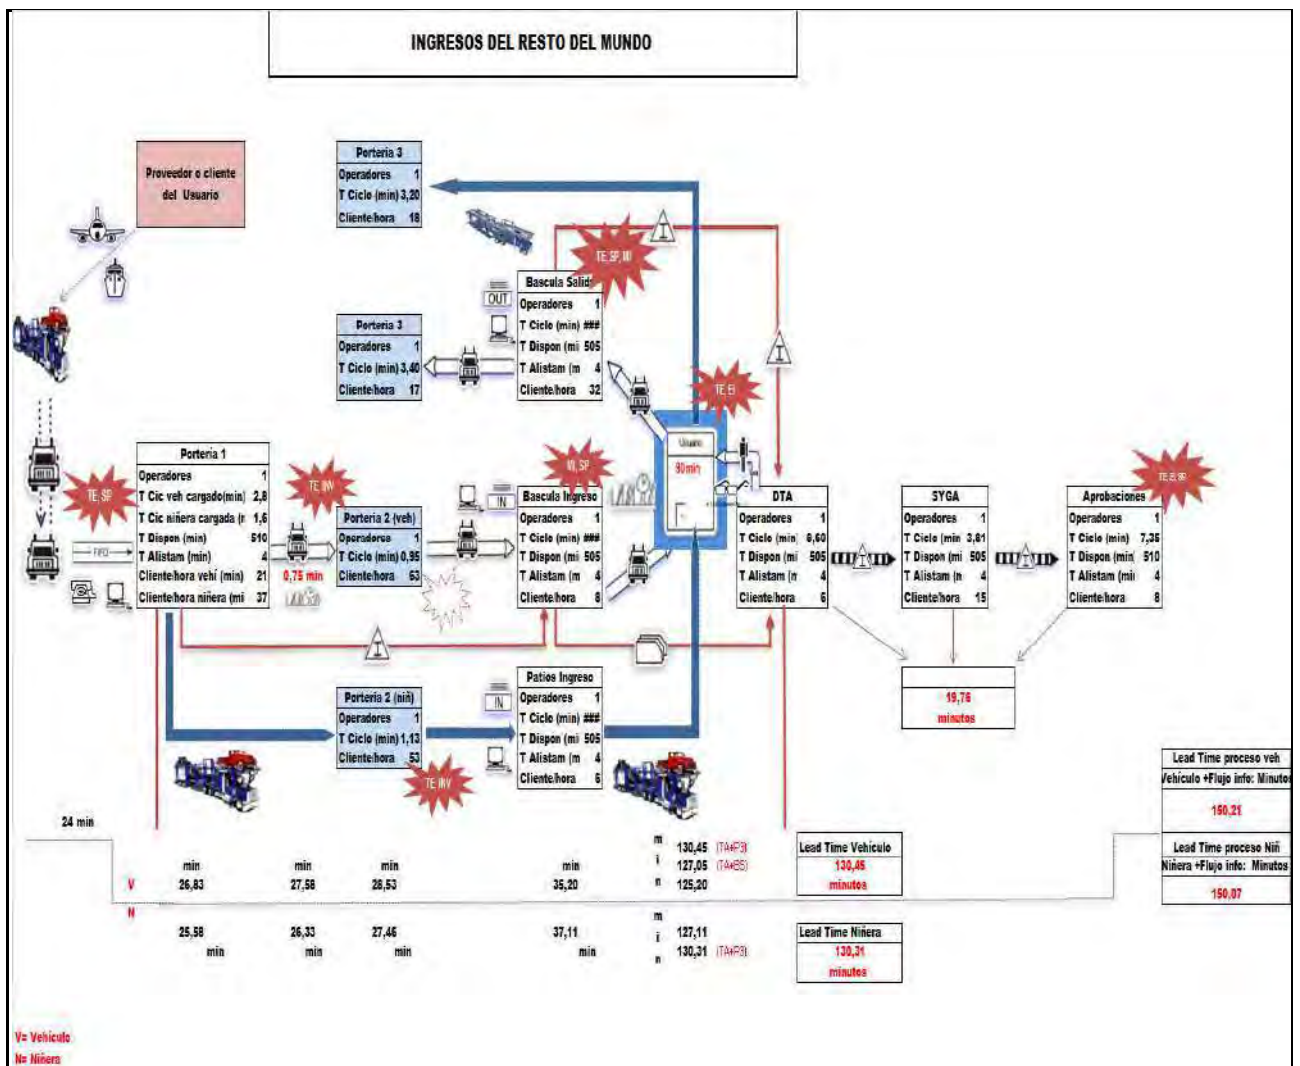 INGRESOS DEL RESTO DEL MUNDO
Proveedor o cliente
del Usuario
Porteria 3
Operadores 1
T Ciclo (min) 3,20
Cliente/hora 18
TE, SP, MI
Bascula Salid
OUT
Operadores 1
T Ciclo (min) ###
T Dispon (mi 505
T Alistam (m 4
Cliente/hora 32
Porteria 3
Operadores 1
T Ciclo (min) 3,40
Cliente/hora 17
I
I
TE, EI
Usuario
90min
Porteria 1
Operadores 1
T Cic veh cargado(min) 2,8
T Cic niñera cargada (r 1,6
T Dispon (min) 510
T Alistam (min) 4
Cliente/hora vehi (min) 21
Cliente/hora niñera (mi 37
TE, SP
FIFO
TE, INV
0,75 min
Porteria 2 (veh)
Operadores 1
T Ciclo (min) 0,95
Cliente/hora 63
IN
Bascula Ingreso
Operadores 1
T Ciclo (min) ###
T Dispon (mi 505
T Alistam (m 4
Cliente/hora 8
DTA
Operadores 1
T Ciclo (min 6,60
T Dispon (mi 505
T Alistam (n 4
Cliente/hora 6
I
SYGA
Operadores 1
T Ciclo (min 3,81
T Dispon (mi 505
T Alistam (n 4
Cliente/hora 15
I
Aprobaciones
Operadores 1
T Ciclo (min) 7,35
T Dispon (min) 510
T Alistam (mii 4
Cliente/hora 8
I
Porteria 2 (niñ)
Operadores 1
T Ciclo (min) 1,13
Cliente/hora 53
TE, INV
IN
Patios Ingreso
Operadores 1
T Ciclo (min) ###
T Dispon (mi 505
T Alistam (m 4
Cliente/hora 6
19,76
minutos
24 min
V
min min min min
26,83 27,58 28,53 35,20
m
i
n
130,45 (TA+P3)
127,05 (TA+BS)
125,20
N
25,58 26,33 27,46 37,11
min min min min
m
i
n
127,11
130,31 (TA+P3)
Lead Time Vehiculo
130,45
minutos
Lead Time Niñera
130,31
minutos
Lead Time proceso veh
Vehiculo +Flujo info: Minutos
150,21
Lead Time proceso Niñ
Niñera +Flujo info: Minutos
150,07
V= Vehiculo
N= Niñera